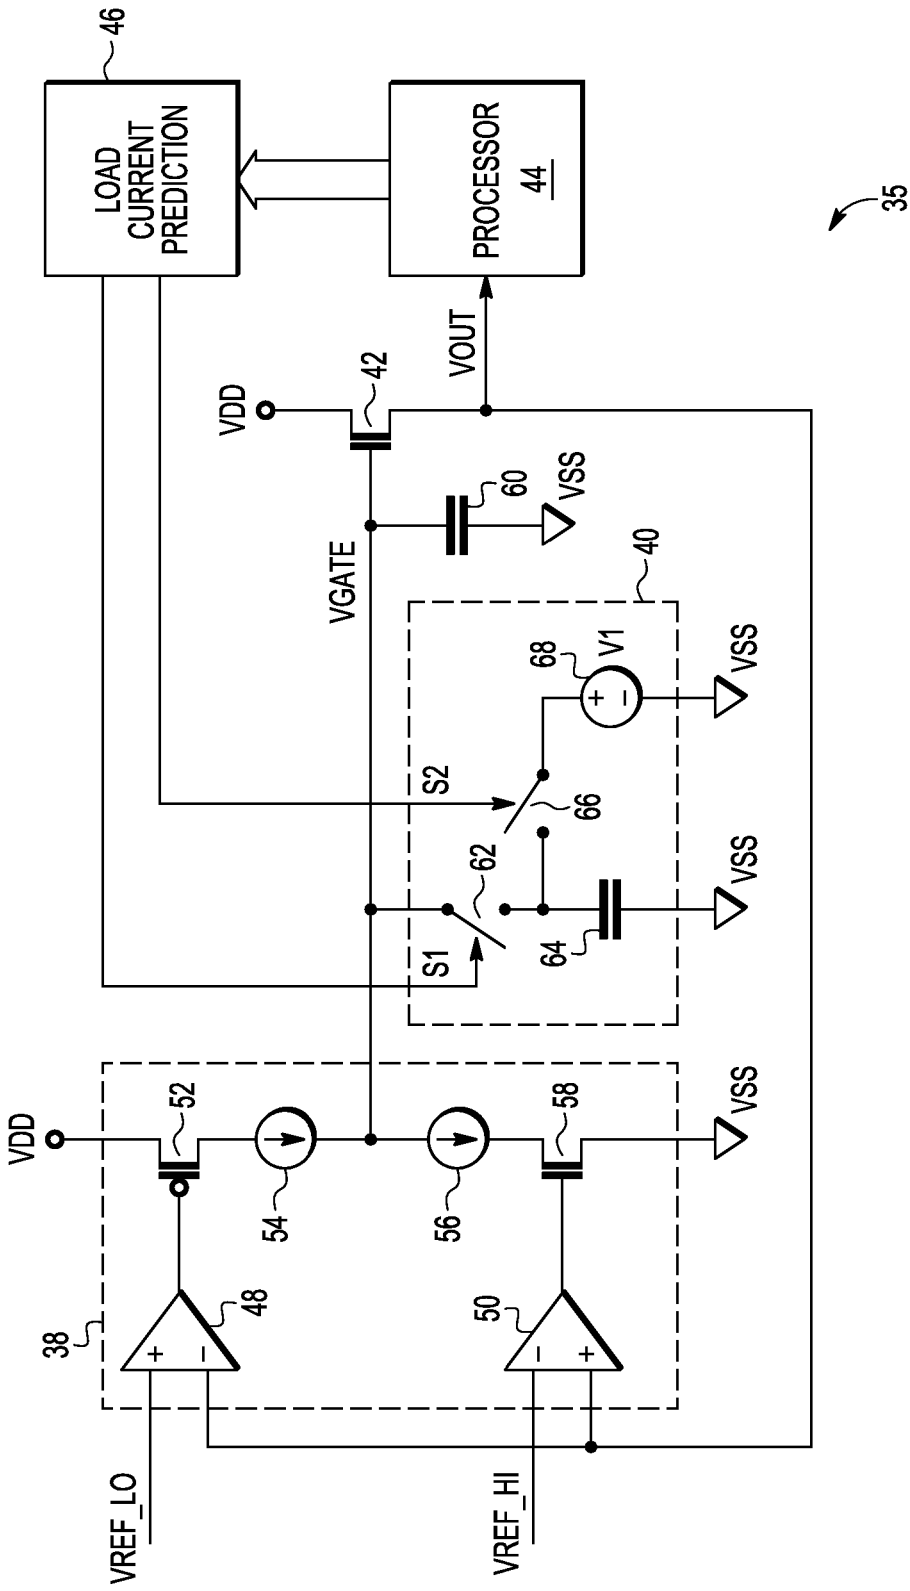 35
LOAD
CURRENT
PREDICTION
46
PROCESSOR
44
VDD
42
VOUT
VGATE
60
VSS
40
S1
62
S2
66
64
68
V1
+
−
VSS
VSS
38
VDD
52
54
56
58
VSS
48
+
−
50
−
+
VREF_LO
VREF_HI